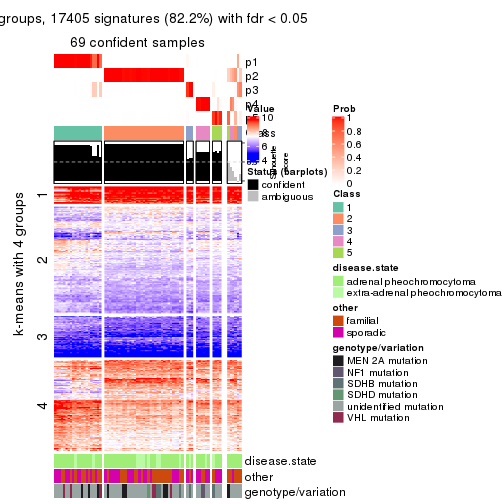 groups, 17405 signatures (82.2%) with fdr < 0.05
69 confident samples
p1
p2
p3
p4
Value
10
8
6
4
Silhouette
score
Status (barplots)
confident
ambiguous
k-means with 4 groups
1
2
3
4
Prob
1
0.8
0.6
0.4
0.2
0
Class
1
2
3
4
5
disease.state
adrenal pheochromocytoma
extra-adrenal pheochromocytoma
other
familial
sporadic
genotype/variation
MEN 2A mutation
NF1 mutation
SDHB mutation
SDHD mutation
unidentified mutation
VHL mutation
disease.state
other
genotype/variation